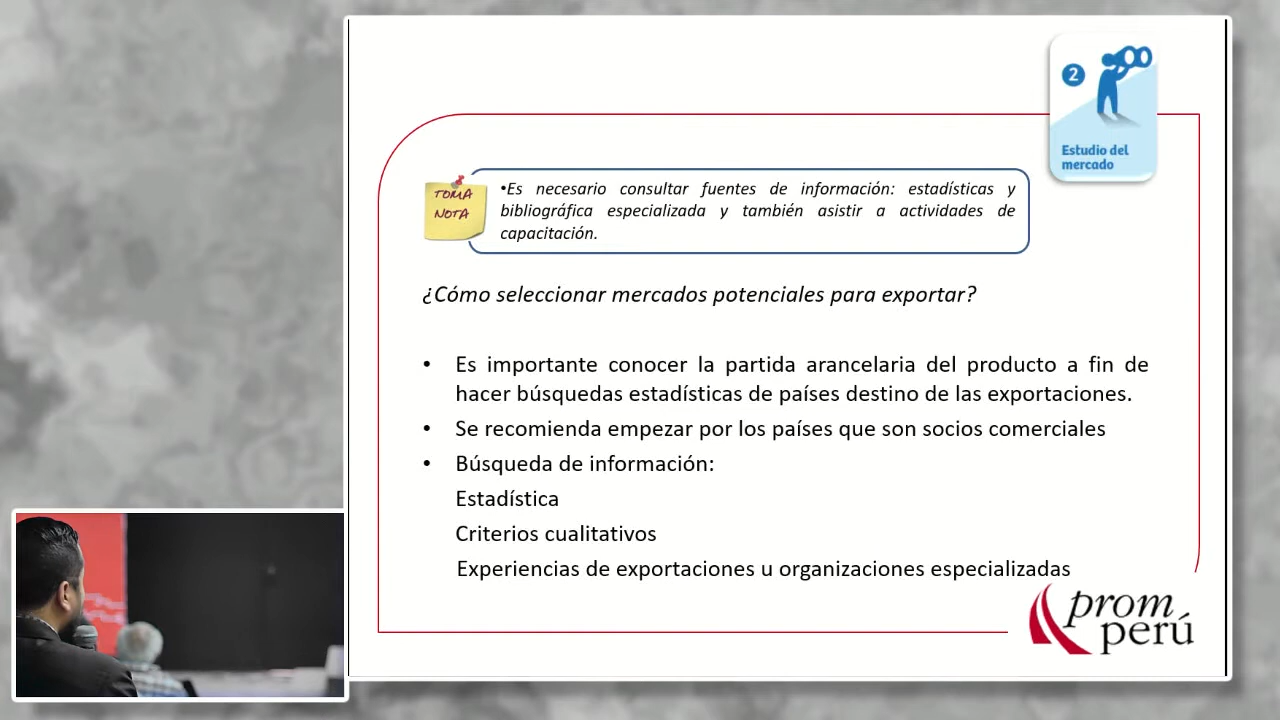 2
Estudio del
mercado
TOMA
NOTA
•Es necesario consultar fuentes de información: estadísticas y
bibliográfica especializada y también asistir a actividades de
capacitación.
¿Cómo seleccionar mercados potenciales para exportar?
• Es importante conocer la partida arancelaria del producto a fin de
hacer búsquedas estadísticas de países destino de las exportaciones.
• Se recomienda empezar por los países que son socios comerciales
• Búsqueda de información:
Estadística
Criterios cualitativos
Experiencias de exportaciones u organizaciones especializadas
prom
perú